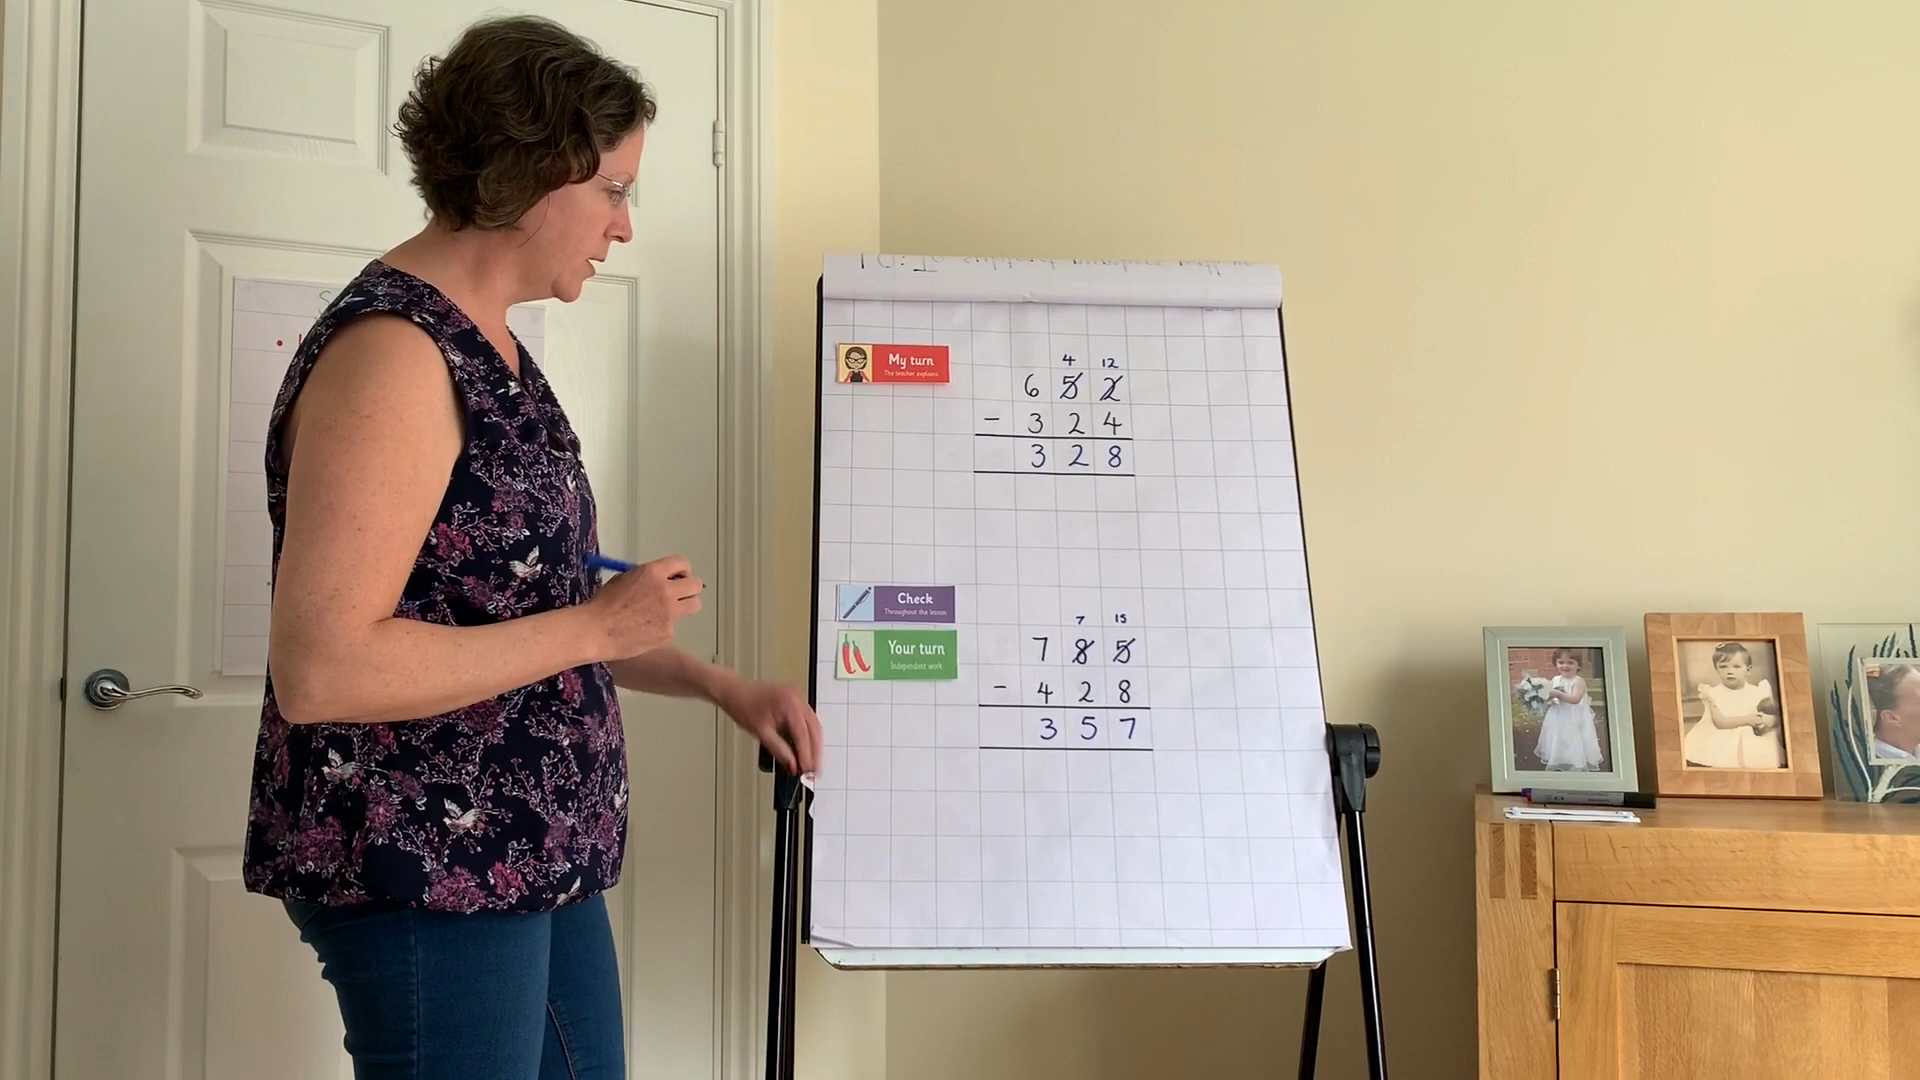 My turn
The teacher explains
4 12
6 5 2
- 3 2 4
3 2 8
Check
Throughout the lesson
Your turn
Independent work
7 15
7 8 5
- 4 2 8
3 5 7